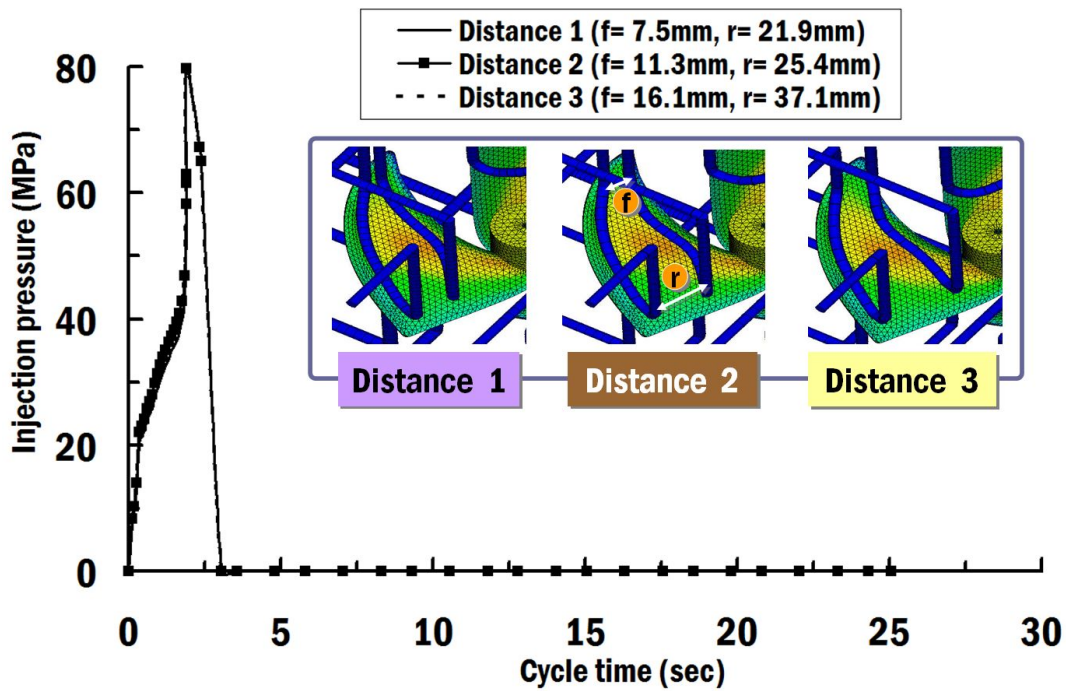 Distance 1 (f= 7.5mm, r= 21.9mm)
Distance 2 (f= 11.3mm, r= 25.4mm)
Distance 3 (f= 16.1mm, r= 37.1mm)
Injection pressure (MPa)
80
60
40
20
0
f
r
Distance 1
Distance 2
Distance 3
0 5 10 15 20 25 30
Cycle time (sec)